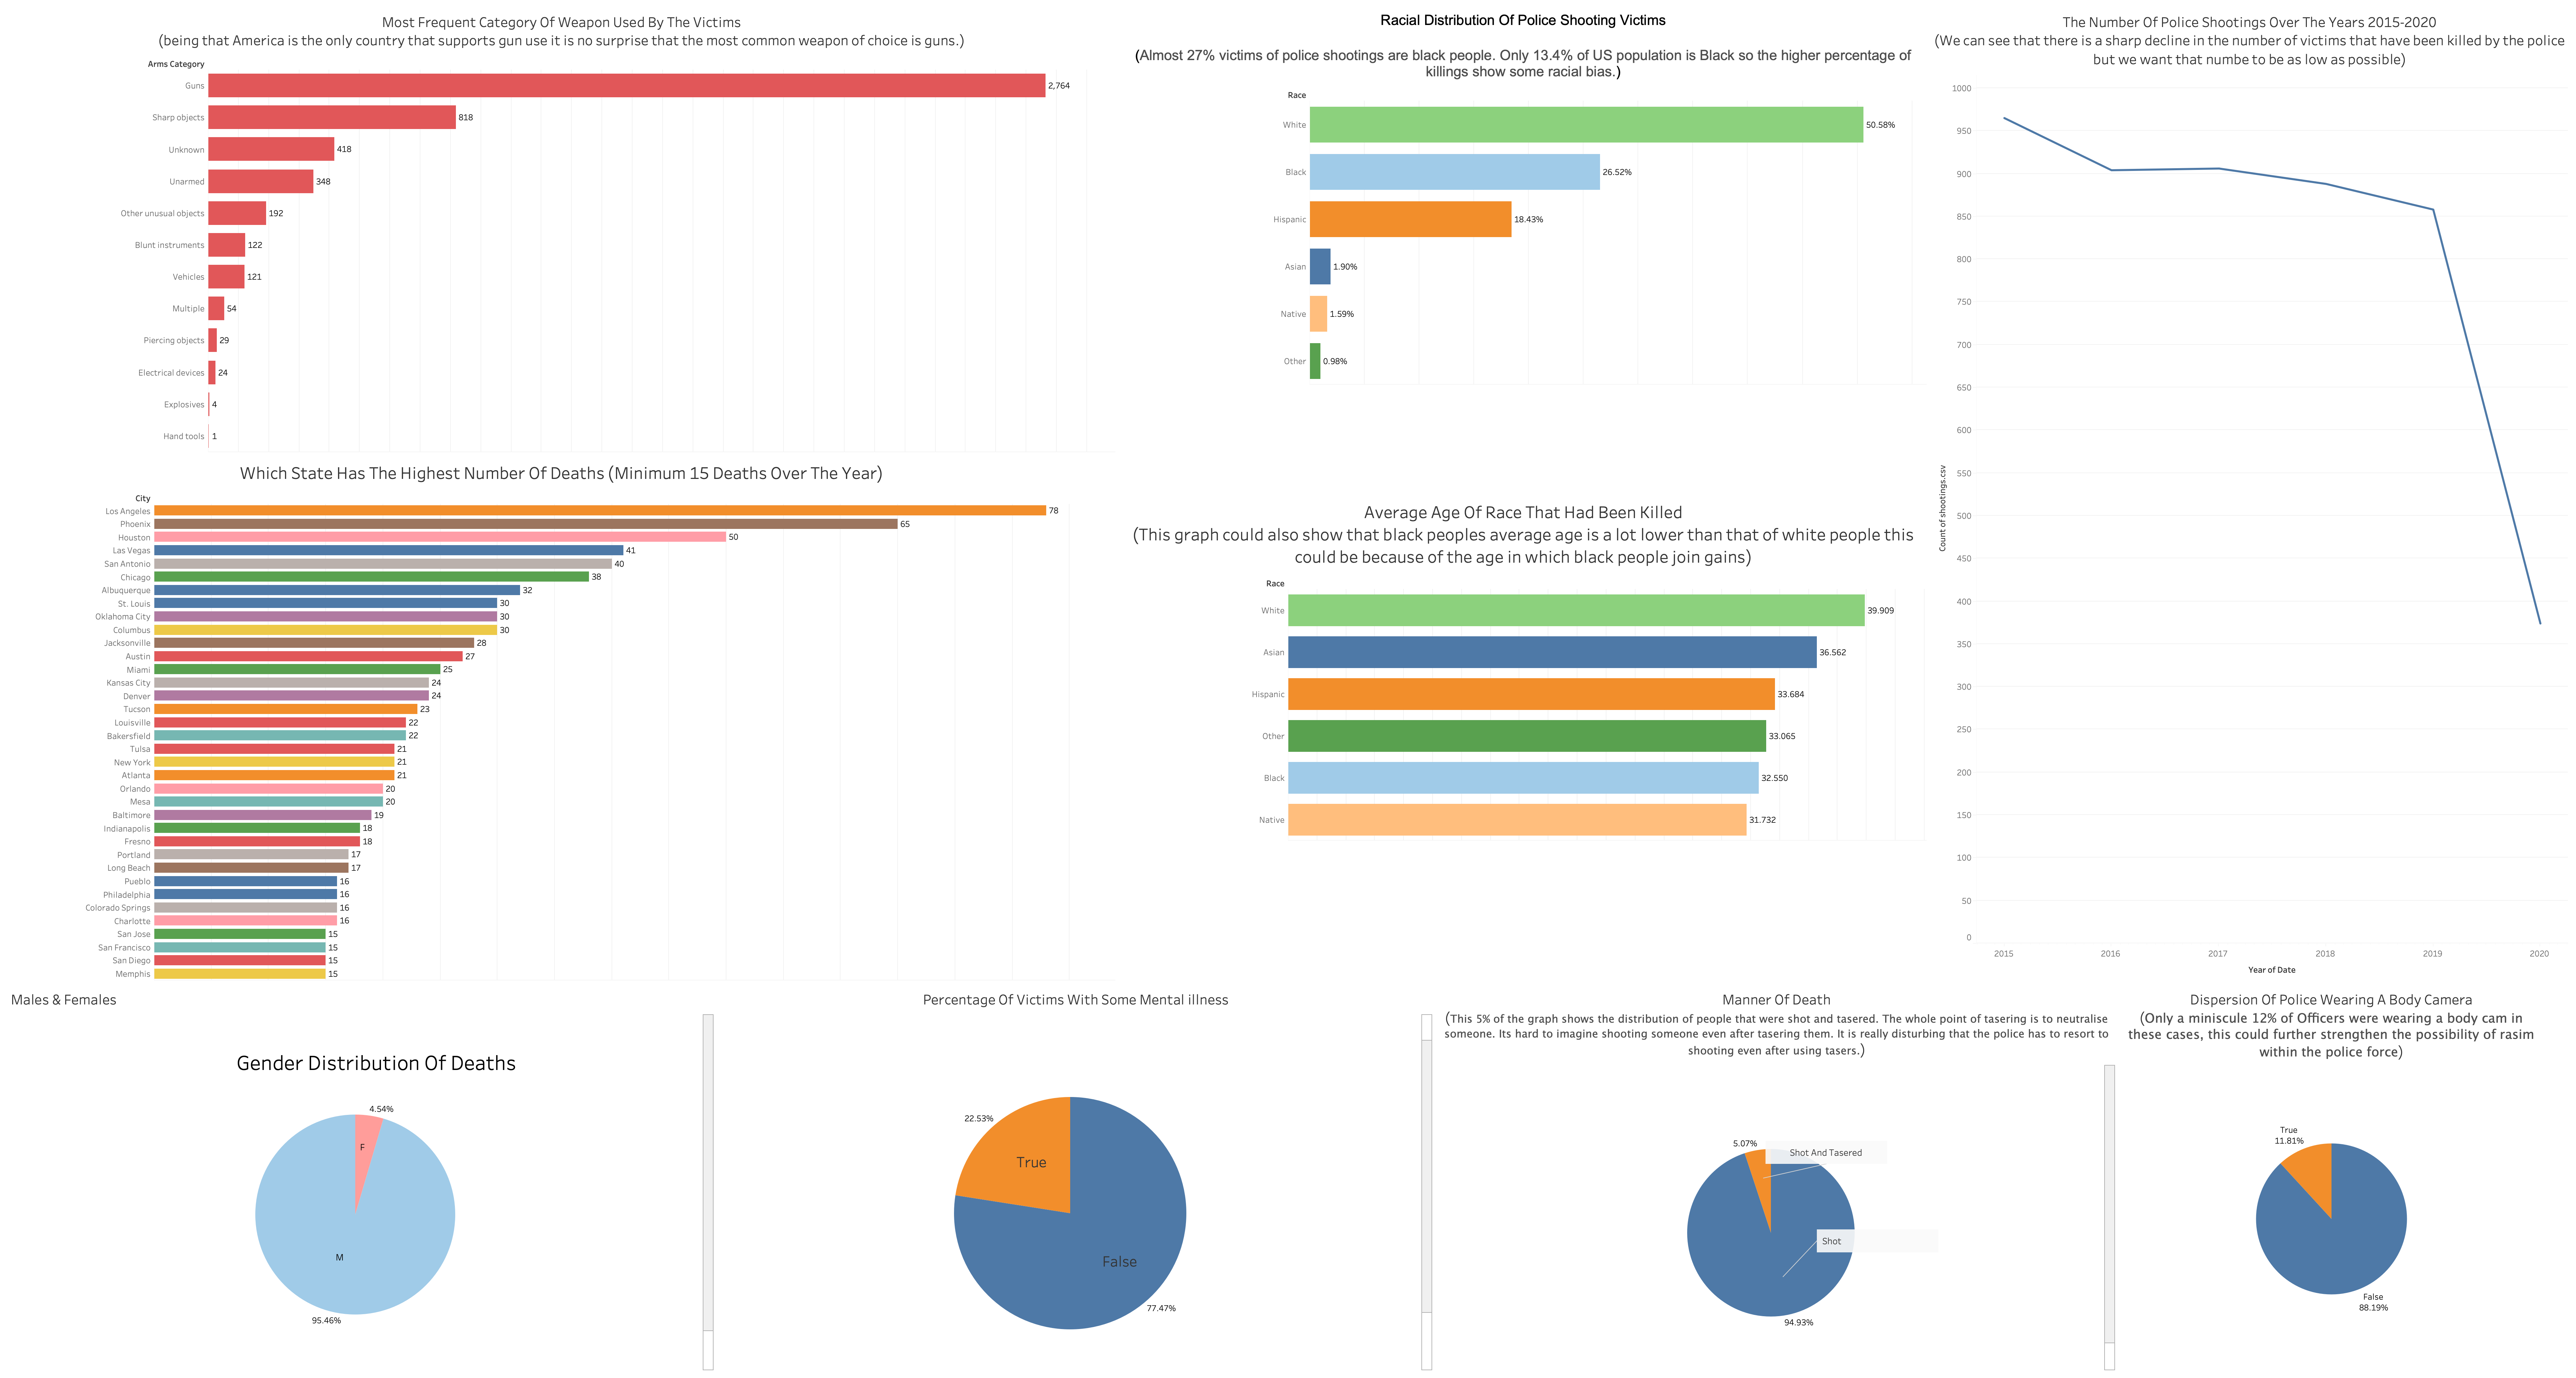 Most Frequent Category Of Weapon Used By The Victims
(being that America is the only country that supports gun use it is no surprise that the most common weapon of choice is guns.)
Arms Category
Guns 2,764
Sharp objects 818
Unknown 418
Unarmed 348
Other unusual objects 192
Blunt instruments 122
Vehicles 121
Multiple 54
Piercing objects 29
Electrical devices 24
Explosives 4
Hand tools 1
Racial Distribution Of Police Shooting Victims
(Almost 27% victims of police shootings are black people. Only 13.4% of US population is Black so the higher percentage of
killings show some racial bias.)
Race
White 50.58%
Black 26.52%
Hispanic 18.43%
Asian 1.90%
Native 1.59%
Other 0.98%
The Number Of Police Shootings Over The Years 2015-2020
(We can see that there is a sharp decline in the number of victims that have been killed by the police
but we want that numbe to be as low as possible)
1000
950
900
850
800
750
700
650
600
550
500
450
400
350
300
250
200
150
100
50
0
Count of shootings.csv
2015 2016 2017 2018 2019 2020
Year of Date
Which State Has The Highest Number Of Deaths (Minimum 15 Deaths Over The Year)
City
Los Angeles 78
Phoenix 65
Houston 50
Las Vegas 41
San Antonio 40
Chicago 38
Albuquerque 32
St. Louis 30
Oklahoma City 30
Columbus 30
Jacksonville 28
Austin 27
Miami 25
Kansas City 24
Denver 24
Tucson 23
Louisville 22
Bakersfield 22
Tulsa 21
New York 21
Atlanta 21
Orlando 20
Mesa 20
Baltimore 19
Indianapolis 18
Fresno 18
Portland 17
Long Beach 17
Pueblo 16
Philadelphia 16
Colorado Springs 16
Charlotte 16
San Jose 15
San Francisco 15
San Diego 15
Memphis 15
Average Age Of Race That Had Been Killed
(This graph could also show that black peoples average age is a lot lower than that of white people this
could be because of the age in which black people join gains)
Race
White 39.909
Asian 36.562
Hispanic 33.684
Other 33.065
Black 32.550
Native 31.732
Males & Females
Gender Distribution Of Deaths
4.54%
F
M
95.46%
Percentage Of Victims With Some Mental illness
22.53%
True
False
77.47%
Manner Of Death
(This 5% of the graph shows the distribution of people that were shot and tasered. The whole point of tasering is to neutralise
someone. Its hard to imagine shooting someone even after tasering them. It is really disturbing that the police has to resort to
shooting even after using tasers.)
5.07%
Shot And Tasered
Shot
94.93%
Dispersion Of Police Wearing A Body Camera
(Only a miniscule 12% of Officers were wearing a body cam in
these cases, this could further strengthen the possibility of rasim
within the police force)
True
11.81%
False
88.19%